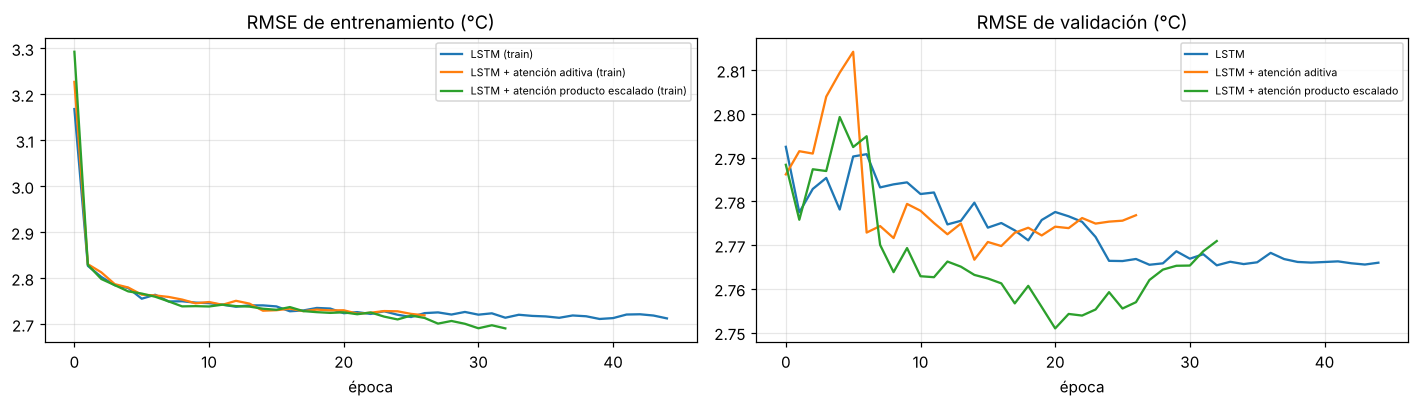 RMSE de entrenamiento (°C)
3.3
3.2
3.1
3.0
2.9
2.8
2.7
0
10
20
30
40
época
LSTM (train)
LSTM + atención aditiva (train)
LSTM + atención producto escalado (train)
RMSE de validación (°C)
2.81
2.80
2.79
2.78
2.77
2.76
2.75
0
10
20
30
40
época
LSTM
LSTM + atención aditiva
LSTM + atención producto escalado